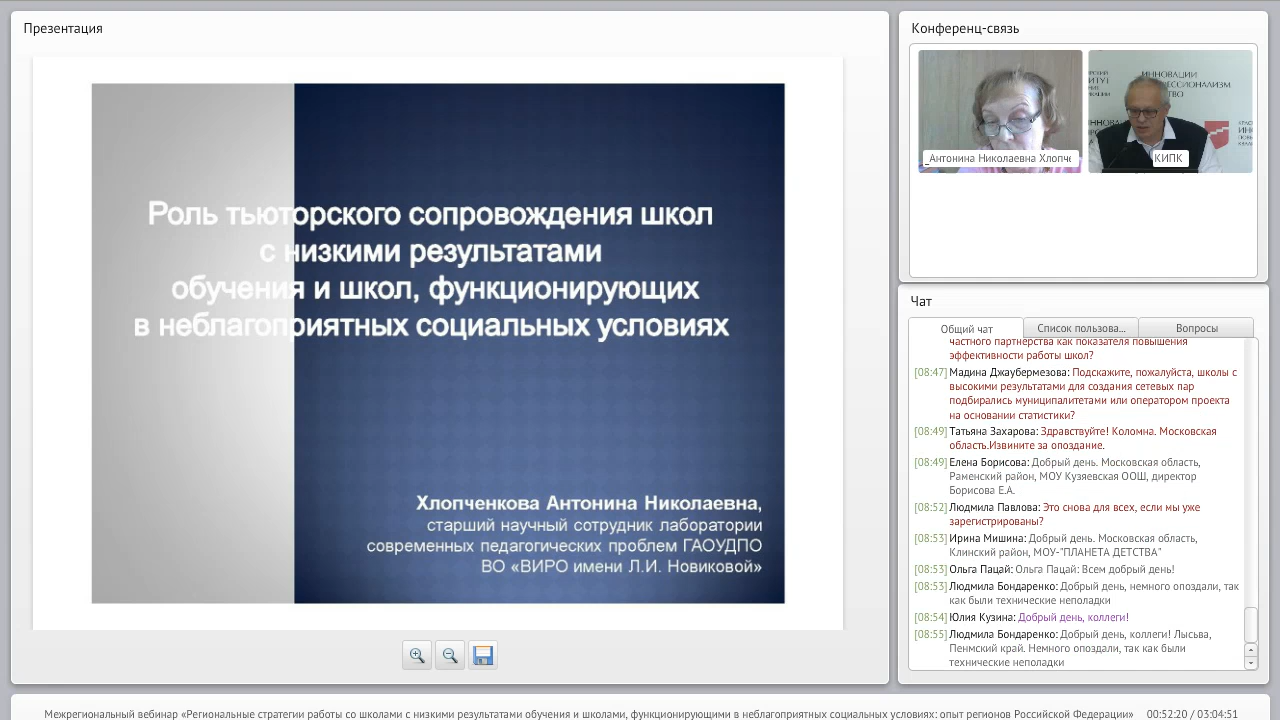 Презентация
Роль тьюторского сопровождения школ
с низкими результатами
обучения и школ, функционирующих
в неблагоприятных социальных условиях
Хлопченкова Антонина Николаевна,
старший научный сотрудник лаборатории
современных педагогических проблем ГАОУДПО
ВО «ВИРО имени Л.И. Новиковой»
Конференц-связь
ИННОВАЦИИ
_Антонина Николаевна Хлопче
КИПК
Чат
Общий чат
Список пользова...
Вопросы
частного партнерства как показателя повышения
эффективности работы школ?
[08:47] Мадина Джаубермезова: Подскажите, пожалуйста, школы с
высокими результатами для создания сетевых пар
подбирались муниципалитетами или оператором проекта
на основании статистики?
[08:49] Татьяна Захарова: Здравствуйте! Коломна. Московская
область.Извините за опоздание.
[08:49] Елена Борисова: Добрый день. Московская область,
Раменский район, МОУ Кузяевская ООШ, директор
Борисова Е.А.
[08:52] Людмила Павлова: Это снова для всех, если мы уже
зарегистрированы?
[08:53] Ирина Мишина: Добрый день. Московская область,
Клинский район, МОУ-"ПЛАНЕТА ДЕТСТВА"
[08:53] Ольга Пацай: Ольга Пацай: Всем добрый день!
[08:53] Людмила Бондаренко: Добрый день, немного опоздали, так
как были технические неполадки
[08:54] Юлия Кузина: Добрый день, коллеги!
[08:55] Людмила Бондаренко: Добрый день, коллеги! Лысьва,
Пенмский край. Немного опоздали, так как были
технические неполадки
Межрегиональный вебинар «Региональные стратегии работы со школами с низкими результатами обучения и школами, функционирующими в неблагоприятных социальных условиях: опыт регионов Российской Федерации» 00:52:20 / 03:04:51